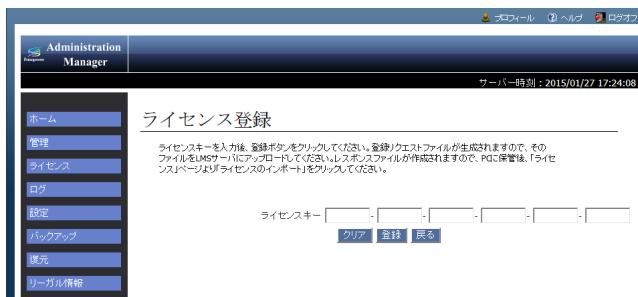 プロフィール ヘルプ ログオフ
Administration
Manager
サーバー時刻：2015/01/27 17:24:08
ホーム
管理
ライセンス
ログ
設定
バックアップ
復元
リーガル情報
ライセンス登録
ライセンスキーを入力後、登録ボタンをクリックしてください。登録リクエストファイルが生成されますので、その
ファイルをLMSサーバにアップロードしてください。レスポンスファイルが作成されますので、PCに保管後、「ライセ
ンス」ページより「ライセンスのインポート」をクリックしてください。
ライセンスキー - - - - -
クリア 登録 戻る